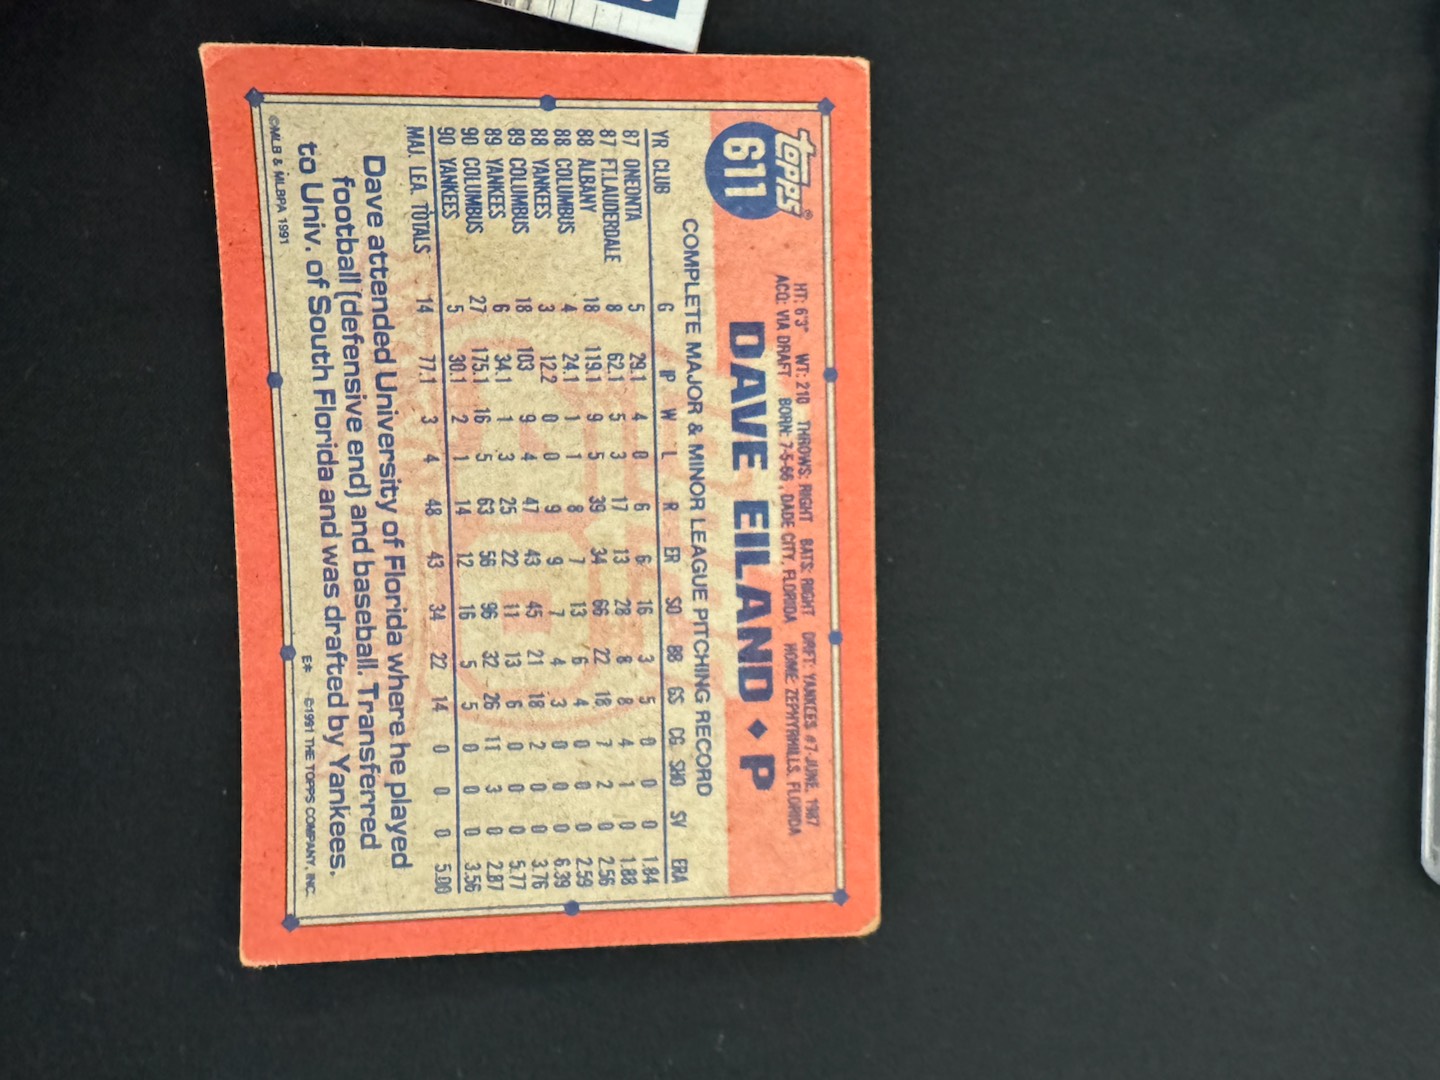 Topps®
611
HT: 6'3" WT: 210 THROWS: RIGHT BATS: RIGHT DRFT: YANKEES #7-JUNE, 1987
ACQ: VIA DRAFT BORN: 7-5-66, DADE CITY, FLORIDA HOME: ZEPHYRHILLS, FLORIDA
DAVE EILAND ♦ P
COMPLETE MAJOR & MINOR LEAGUE PITCHING RECORD
YR CLUB G IP W L R ER SO BB GS CG SHO SV ERA
87 ONEONTA 5 29.1 4 0 6 6 16 3 5 0 0 0 1.84
87 FT.LAUDERDALE 8 62.1 5 3 17 13 28 8 8 4 1 0 1.88
88 ALBANY 18 119.1 9 5 39 34 66 22 18 7 2 0 2.56
88 COLUMBUS 4 24.1 1 1 8 7 13 6 4 0 0 0 2.59
88 YANKEES 3 12.2 0 0 9 9 7 4 3 0 0 0 6.39
89 COLUMBUS 18 103 9 4 47 43 45 21 18 2 0 0 3.76
89 YANKEES 6 34.1 1 3 25 22 11 13 6 0 0 0 5.77
90 COLUMBUS 27 175.1 16 5 63 56 96 32 26 11 3 0 2.87
90 YANKEES 5 30.1 2 1 14 12 16 5 5 0 0 0 3.56
MAJ. LEA. TOTALS 14 77.1 3 4 48 43 34 22 14 0 0 0 5.00
Dave attended University of Florida where he played
football (defensive end) and baseball. Transferred
to Univ. of South Florida and was drafted by Yankees.
©MLB & MLBPA 1991 E* ©1991 THE TOPPS COMPANY, INC.